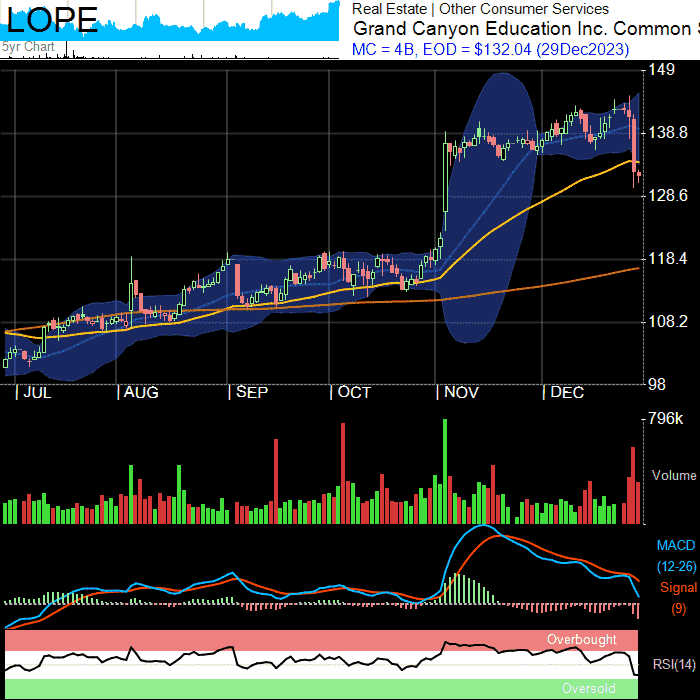 LOPE
5yr Chart
Real Estate | Other Consumer Services
Grand Canyon Education Inc. Common S
MC = 4B, EOD = $132.04 (29Dec2023)
149
138.8
128.6
118.4
108.2
98
JUL AUG SEP OCT NOV DEC
796k
Volume
MACD
(12-26)
Signal
(9)
Overbought
RSI(14)
Oversold